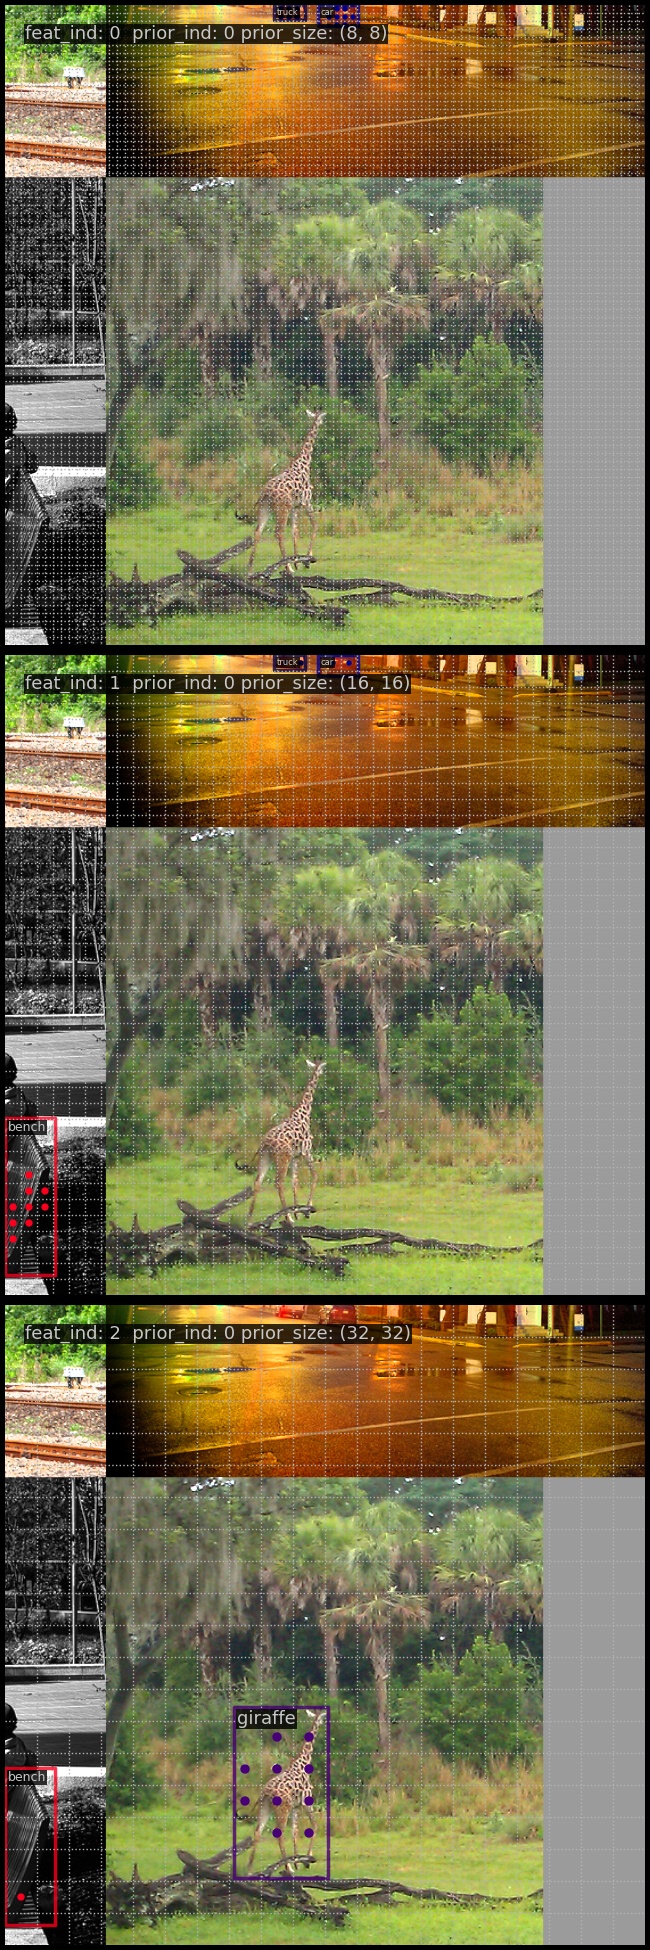 truck car
feat_ind: 0 prior_ind: 0 prior_size: (8, 8)
truck car
feat_ind: 1 prior_ind: 0 prior_size: (16, 16)
bench
feat_ind: 2 prior_ind: 0 prior_size: (32, 32)
giraffe
bench